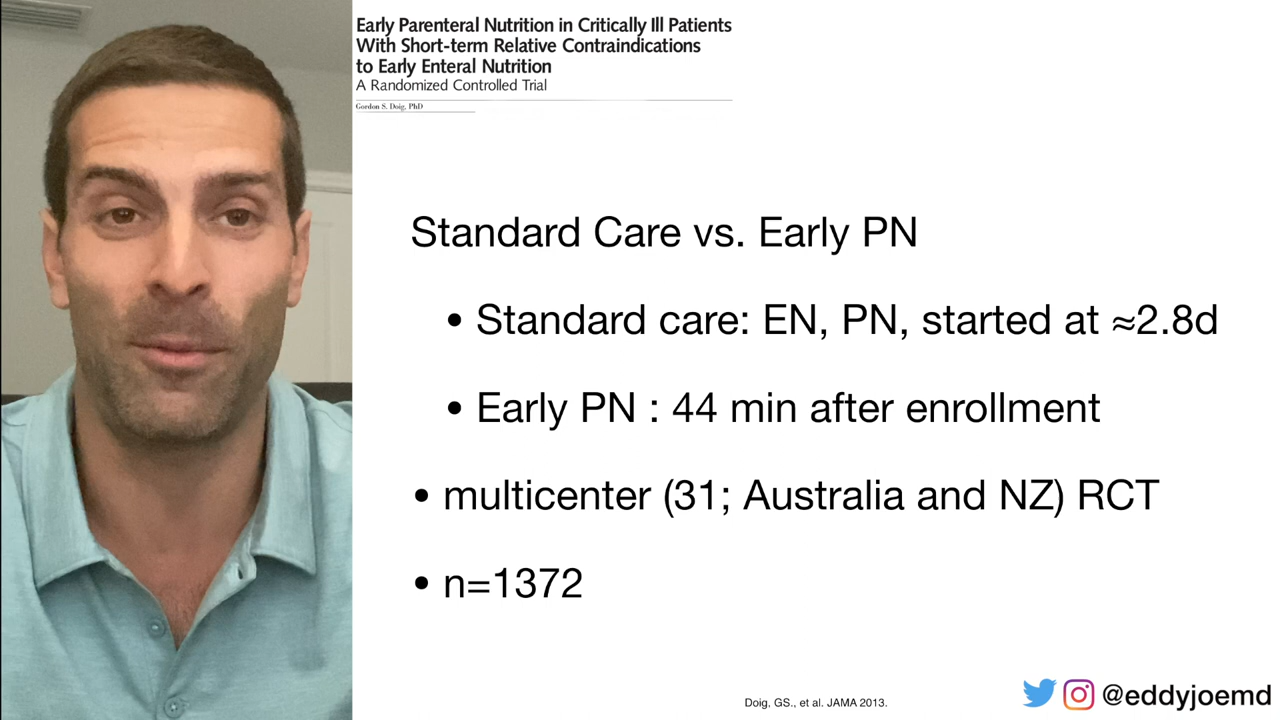 Early Parenteral Nutrition in Critically Ill Patients
With Short-term Relative Contraindications
to Early Enteral Nutrition
A Randomized Controlled Trial
Gordon S. Doig, PhD
Standard Care vs. Early PN
• Standard care: EN, PN, started at ≈2.8d
• Early PN : 44 min after enrollment
• multicenter (31; Australia and NZ) RCT
• n=1372
Doig, GS., et al. JAMA 2013.
@eddyjoemd